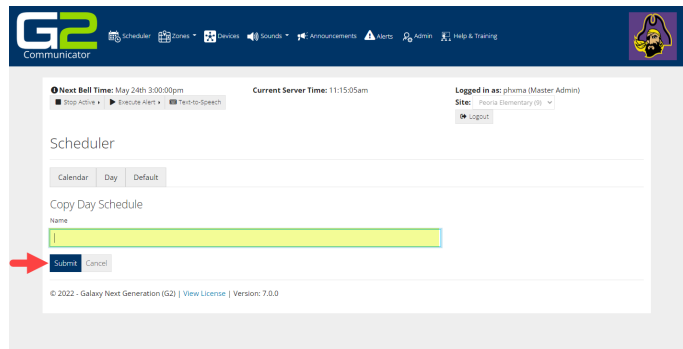 G2
Communicator
Scheduler Zones Devices Sounds Announcements Alerts Admin Help & Training
Next Bell Time: May 24th 3:00:00pm
Current Server Time: 11:15:05am
Logged in as: phxma (Master Admin)
Stop Active Execute Alert Text-to-Speech
Site: Peoria Elementary (9)
Logout
Scheduler
Calendar Day Default
Copy Day Schedule
Name
Submit Cancel
© 2022 - Galaxy Next Generation (G2) | View License | Version: 7.0.0